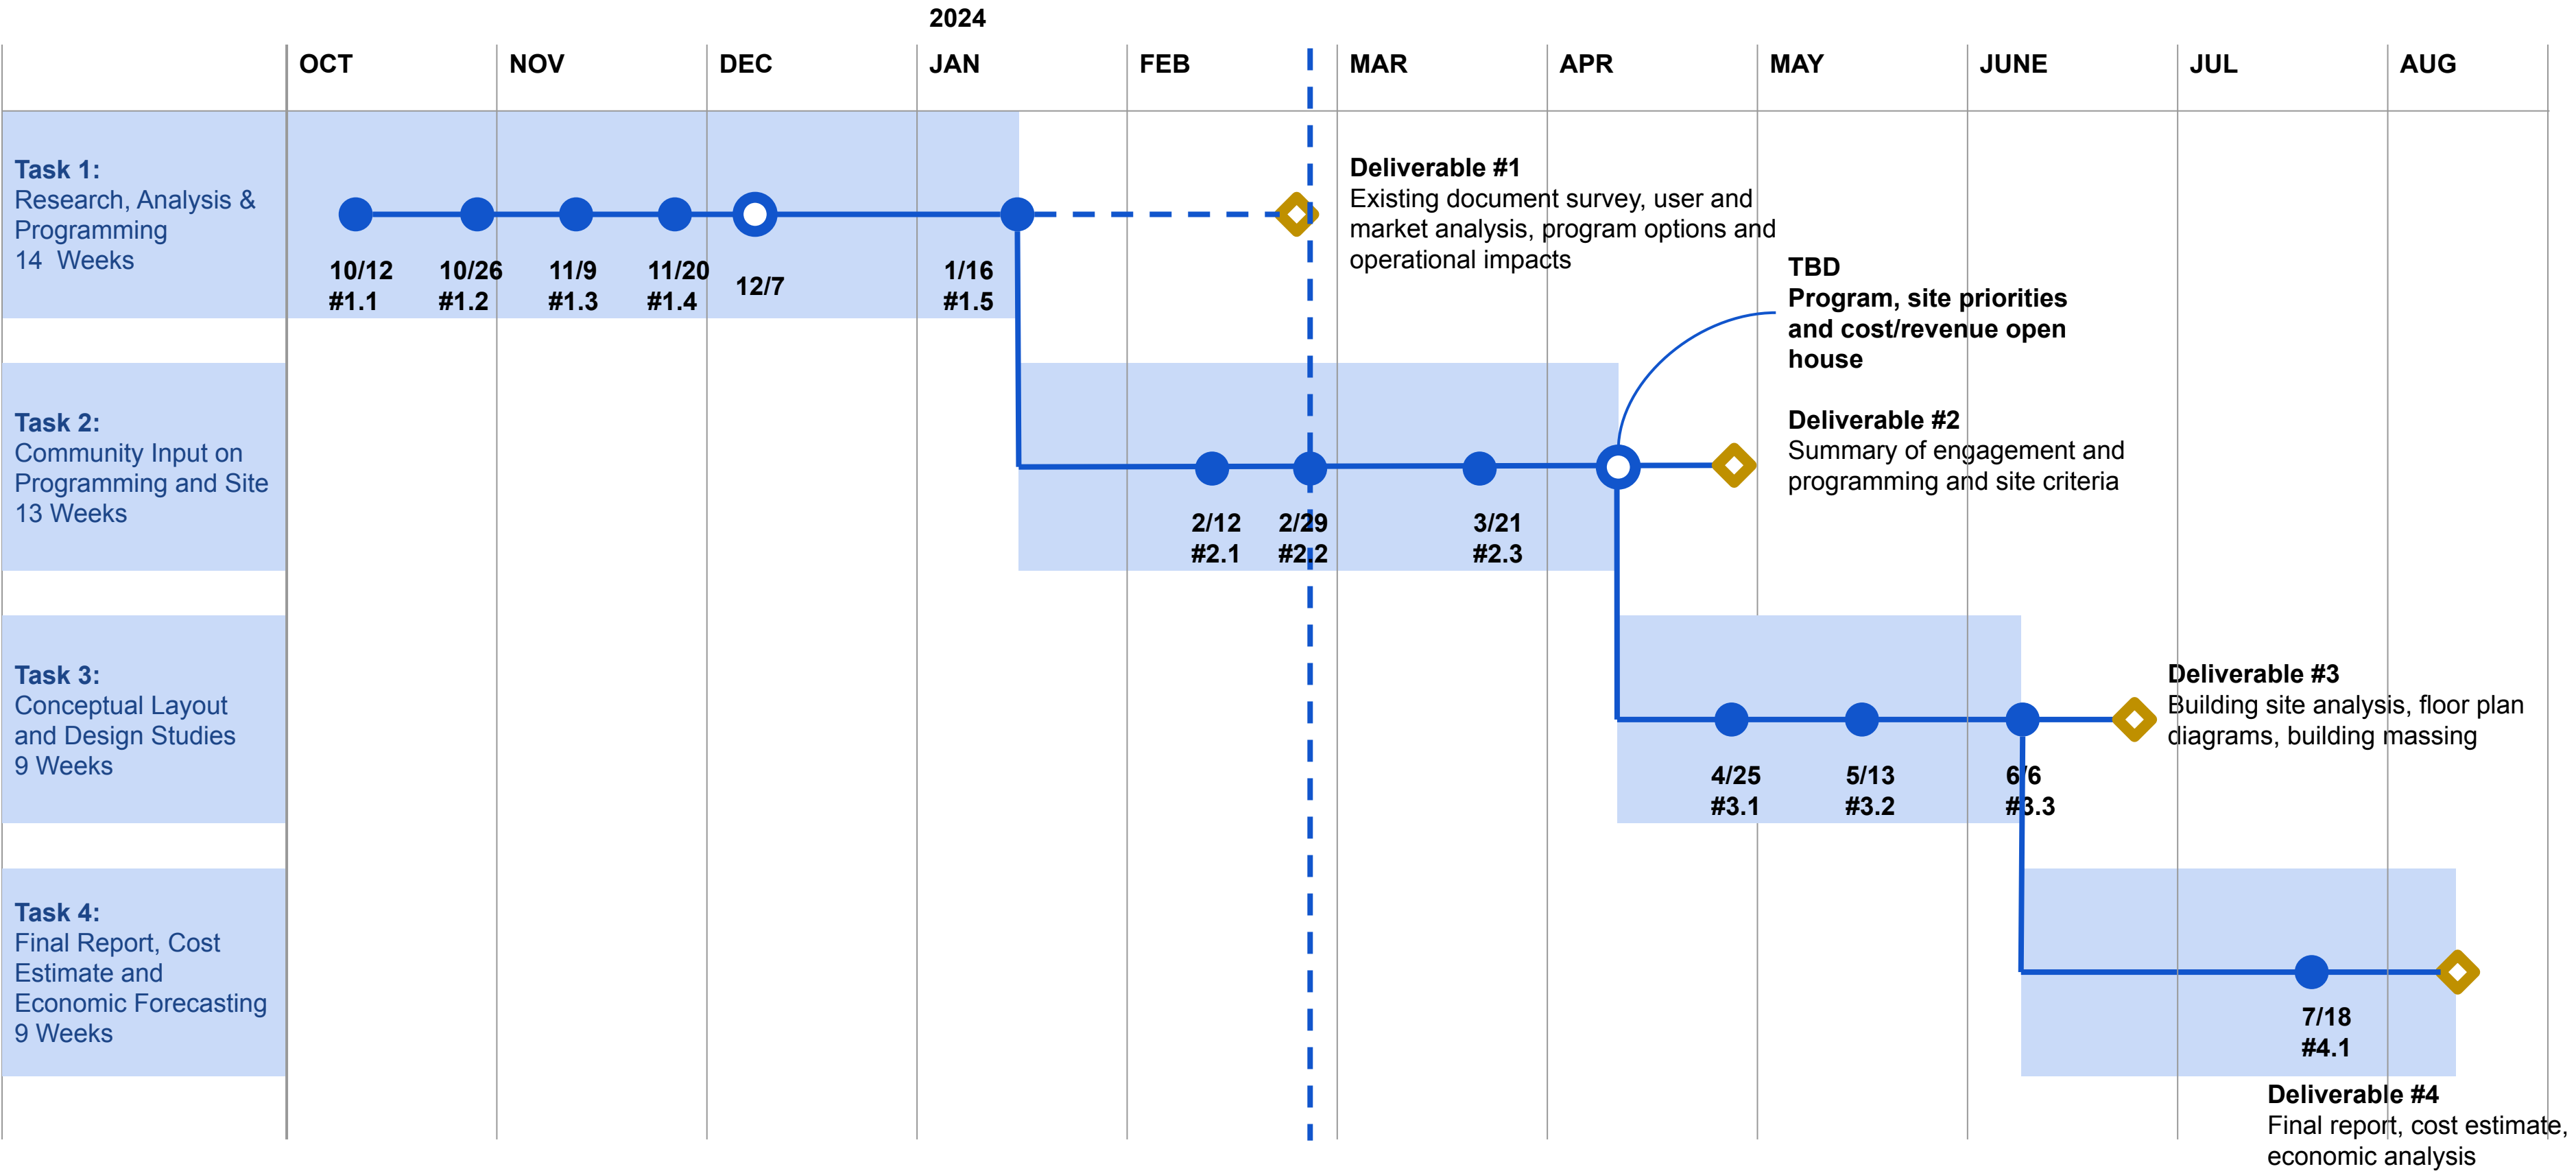 2024
OCT
NOV
DEC
JAN
FEB
MAR
APR
MAY
JUNE
JUL
AUG
Task 1:
Research, Analysis &
Programming
14  Weeks
10/12
#1.1
10/26
#1.2
11/9
#1.3
11/20
#1.4
12/7
1/16
#1.5
Deliverable #1
Existing document survey, user and
market analysis, program options and
operational impacts
TBD
Program, site priorities
and cost/revenue open
house
Task 2:
Community Input on
Programming and Site
13 Weeks
2/12
#2.1
2/29
#2.2
3/21
#2.3
Deliverable #2
Summary of engagement and
programming and site criteria
Task 3:
Conceptual Layout
and Design Studies
9 Weeks
4/25
#3.1
5/13
#3.2
6/6
#3.3
Deliverable #3
Building site analysis, floor plan
diagrams, building massing
Task 4:
Final Report, Cost
Estimate and
Economic Forecasting
9 Weeks
7/18
#4.1
Deliverable #4
Final report, cost estimate,
economic analysis